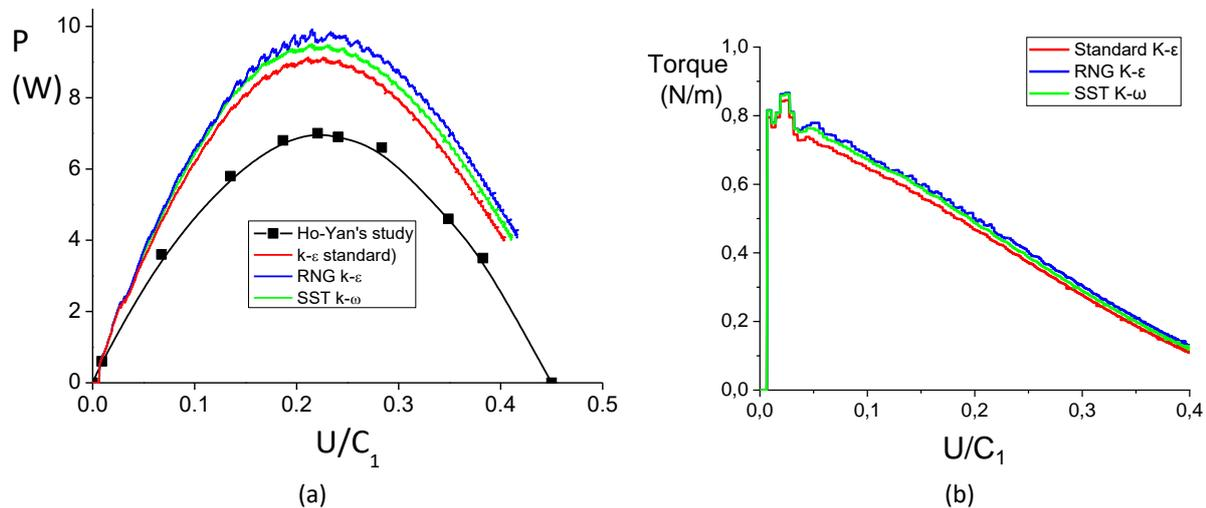 P
(W)
10
8
6
4
2
0
0.0
0.1
0.2
0.3
0.4
0.5
U/C1
Ho-Yan's study
k-ε standard)
RNG k-ε
SST k-ω
(a)
Torque
(N/m)
1,0
0,8
0,6
0,4
0,2
0,0
0,0
0,1
0,2
0,3
0,4
U/C1
Standard K-ε
RNG K-ε
SST K-ω
(b)